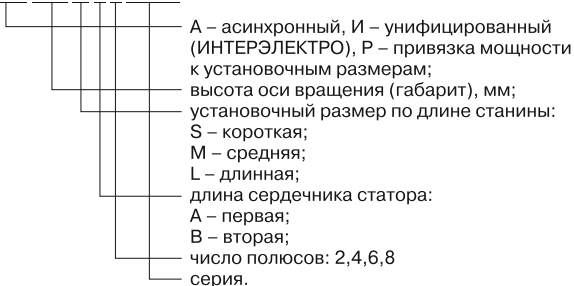 А – асинхронный, И – унифицированный
(ИНТЕРЭЛЕКТРО), Р – привязка мощности
к установочным размерам;
высота оси вращения (габарит), мм;
установочный размер по длине станины:
S – короткая;
M – средняя;
L – длинная;
длина сердечника статора:
А – первая;
В – вторая;
число полюсов: 2,4,6,8
серия.